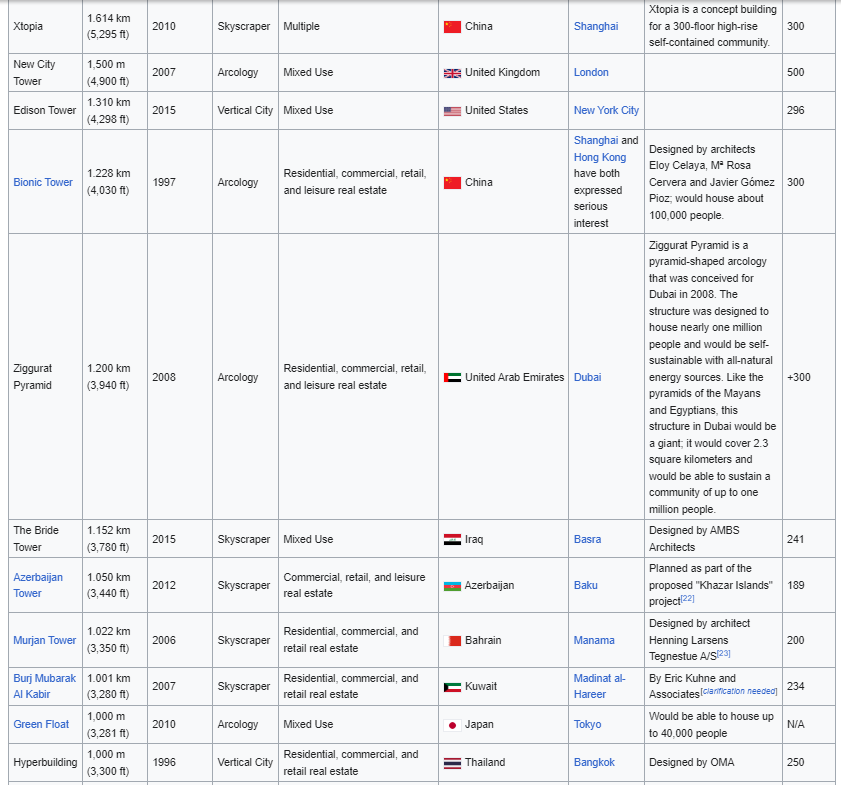 Xtopia 1.614 km 2010 Skyscraper Multiple China Shanghai Xtopia is a concept building 300
(5,295 ft) for a 300-floor high-rise
self-contained community.
New City 1,500 m 2007 Arcology Mixed Use United Kingdom London 500
Tower (4,900 ft)
Edison Tower 1.310 km 2015 Vertical City Mixed Use United States New York City 296
(4,298 ft)
Bionic Tower 1.228 km 1997 Arcology Residential, commercial, retail, China Shanghai and Designed by architects 300
(4,030 ft) and leisure real estate Hong Kong Eloy Celaya, Mª Rosa
have both Cervera and Javier Gómez
expressed Pioz; would house about
serious 100,000 people.
interest
Ziggurat 1.200 km 2008 Arcology Residential, commercial, retail, United Arab Emirates Dubai Ziggurat Pyramid is a +300
Pyramid (3,940 ft) and leisure real estate pyramid-shaped arcology
that was conceived for
Dubai in 2008. The
structure was designed to
house nearly one million
people and would be self-
sustainable with all-natural
energy sources. Like the
pyramids of the Mayans
and Egyptians, this
structure in Dubai would be
a giant; it would cover 2.3
square kilometers and
would be able to sustain a
community of up to one
million people.
The Bride 1.152 km 2015 Skyscraper Mixed Use Iraq Basra Designed by AMBS 241
Tower (3,780 ft) Architects
Azerbaijan 1.050 km 2012 Skyscraper Commercial, retail, and leisure Azerbaijan Baku Planned as part of the 189
Tower (3,440 ft) real estate proposed "Khazar Islands"
project[22]
Murjan Tower 1.022 km 2006 Skyscraper Residential, commercial, and Bahrain Manama Designed by architect 200
(3,350 ft) retail real estate Henning Larsens
Tegnestue A/S[23]
Burj Mubarak 1.001 km 2007 Skyscraper Residential, commercial, and Kuwait Madinat al- By Eric Kuhne and 234
Al Kabir (3,280 ft) retail real estate Hareer Associates[clarification needed]
Green Float 1,000 m 2010 Arcology Mixed Use Japan Tokyo Would be able to house up N/A
(3,281 ft) to 40,000 people
Hyperbuilding 1,000 m 1996 Vertical City Residential, commercial, and Thailand Bangkok Designed by OMA 250
(3,300 ft) retail real estate